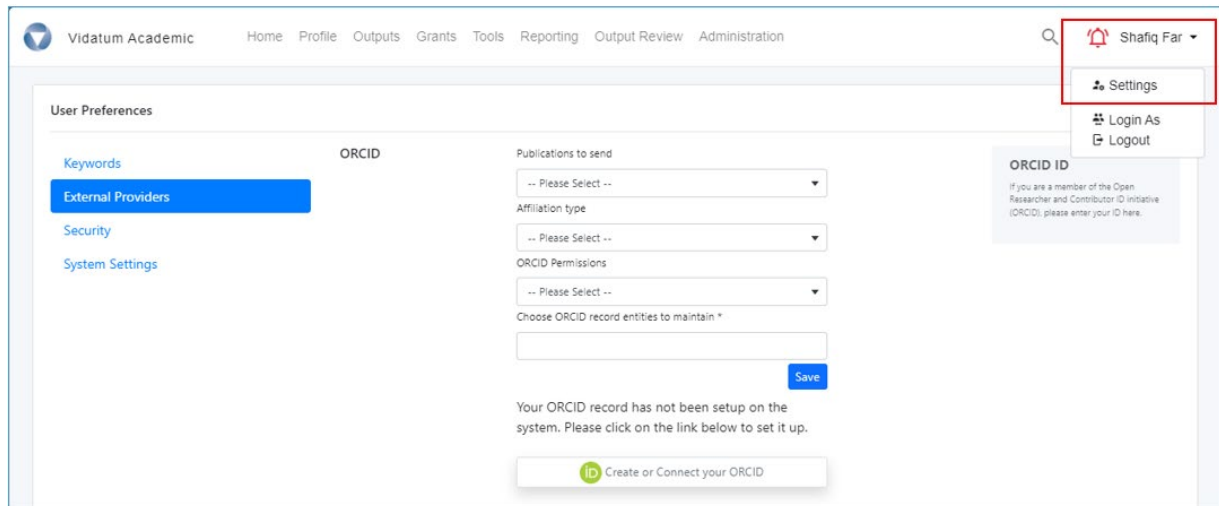 Vidatum Academic
Home Profile Outputs Grants Tools Reporting Output Review Administration
Shafiq Far
Settings
Login As
Logout
User Preferences
Keywords
External Providers
Security
System Settings
ORCID
Publications to send
-- Please Select --
Affiliation type
-- Please Select --
ORCID Permissions
-- Please Select --
Choose ORCID record entities to maintain *
Save
Your ORCID record has not been setup on the
system. Please click on the link below to set it up.
iD Create or Connect your ORCID
ORCID ID
If you are a member of the Open
Researcher and Contributor ID initiative
(ORCID), please enter your ID here.